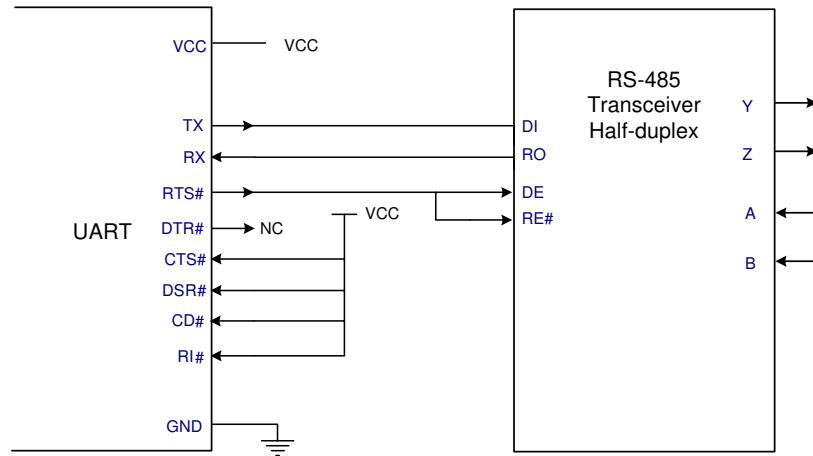 VCC
VCC
TX
RX
RTS#
DTR#
NC
VCC
CTS#
DSR#
CD#
RI#
GND
UART
RS-485
Transceiver
Half-duplex
DI
RO
DE
RE#
Y
Z
A
B